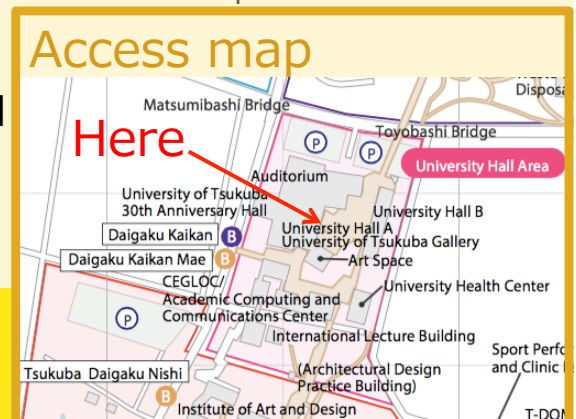 Access map
Disposa
Matsumibashi Bridge
Toyobashi Bridge
Here
P
P
University Hall Area
Auditorium
University of Tsukuba
30th Anniversary Hall
University Hall B
University Hall A
University of Tsukuba Gallery
Daigaku Kaikan
B
Daigaku Kaikan Mae
B
Art Space
CEGLOC/
Academic Computing and
Communications Center
University Health Center
P
International Lecture Building
Sport Perfo
and Clinic
(Architectural Design
Practice Building)
Tsukuba Daigaku Nishi
B
Institute of Art and Design
T-DOM